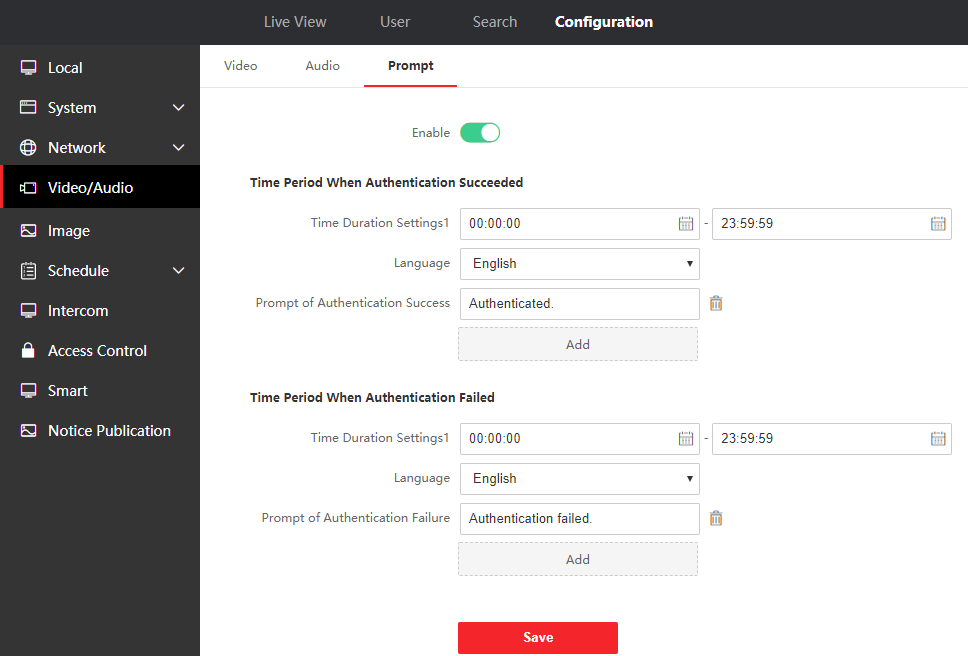 Live View User Search Configuration
Local
System
Network
Video/Audio
Image
Schedule
Intercom
Access Control
Smart
Notice Publication
Video Audio Prompt
Enable
Time Period When Authentication Succeeded
Time Duration Settings1 00:00:00 - 23:59:59
Language English
Prompt of Authentication Success Authenticated.
Add
Time Period When Authentication Failed
Time Duration Settings1 00:00:00 - 23:59:59
Language English
Prompt of Authentication Failure Authentication failed.
Add
Save